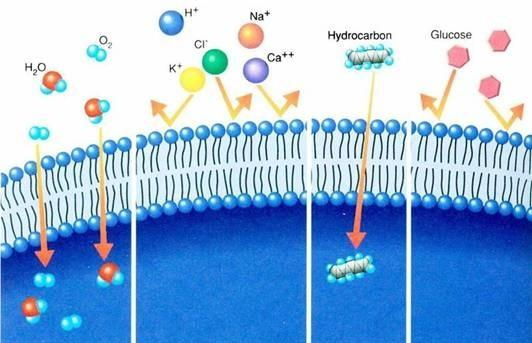 H₂O
O₂
H⁺
K⁺
Cl⁻
Na⁺
Ca⁺⁺
Hydrocarbon
Glucose